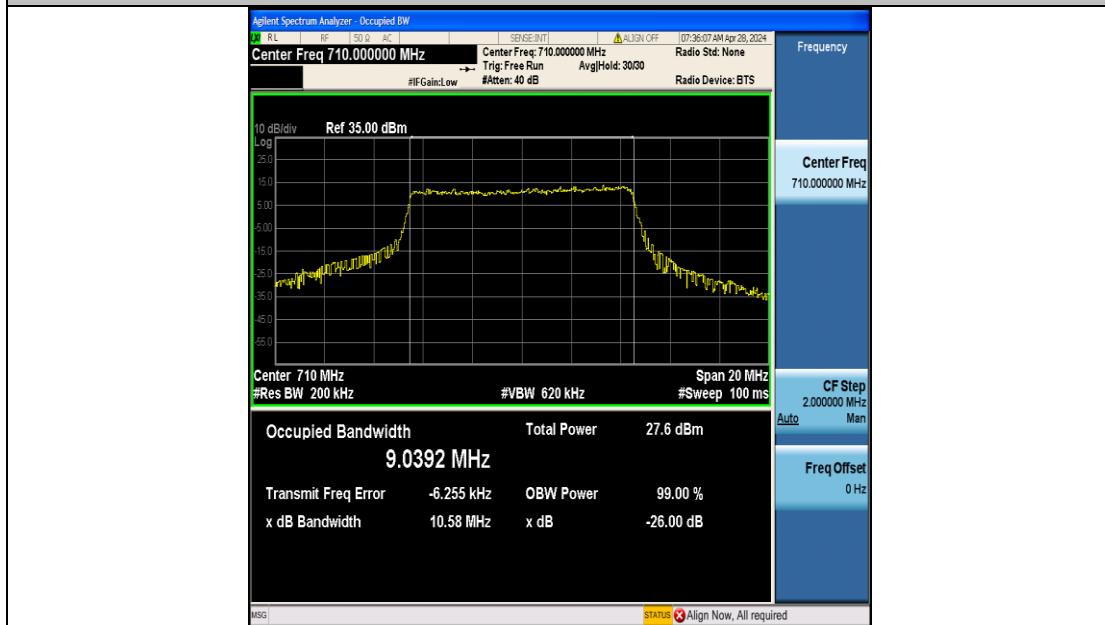 Agilent Spectrum Analyzer - Occupied BW
LXI RL RF 50 Ω AC SENSE:INT ALIGN OFF 07:36:07 AM Apr 28, 2024
Center Freq 710.000000 MHz
Center Freq: 710.000000 MHz
Radio Std: None
Trig: Free Run Avg|Hold: 30/30
#IFGain:Low #Atten: 40 dB
Radio Device: BTS
10 dB/div Ref 35.00 dBm
Log
25.0
15.0
5.00
-5.00
-15.0
-25.0
-35.0
-45.0
-55.0
Center 710 MHz Span 20 MHz
#Res BW 200 kHz #VBW 620 kHz #Sweep 100 ms
Occupied Bandwidth Total Power 27.6 dBm
9.0392 MHz
Transmit Freq Error -6.255 kHz OBW Power 99.00 %
x dB Bandwidth 10.58 MHz x dB -26.00 dB
MSG STATUS Align Now, All required
Frequency
Center Freq
710.000000 MHz
CF Step
2.000000 MHz
Auto Man
Freq Offset
0 Hz